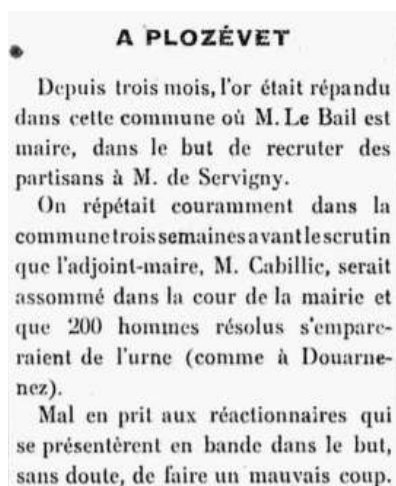 A PLOZÉVET
Depuis trois mois, l'or était répandu
dans cette commune où M. Le Bail est
maire, dans le but de recruter des
partisans à M. de Servigny.
On répétait couramment dans la
commune trois semaines avant le scrutin
que l'adjoint-maire, M. Cabillic, serait
assommé dans la cour de la mairie et
que 200 hommes résolus s'empare-
raient de l'urne (comme à Douarne-
nez).
Mal en prit aux réactionnaires qui
se présentèrent en bande dans le but,
sans doute, de faire un mauvais coup.